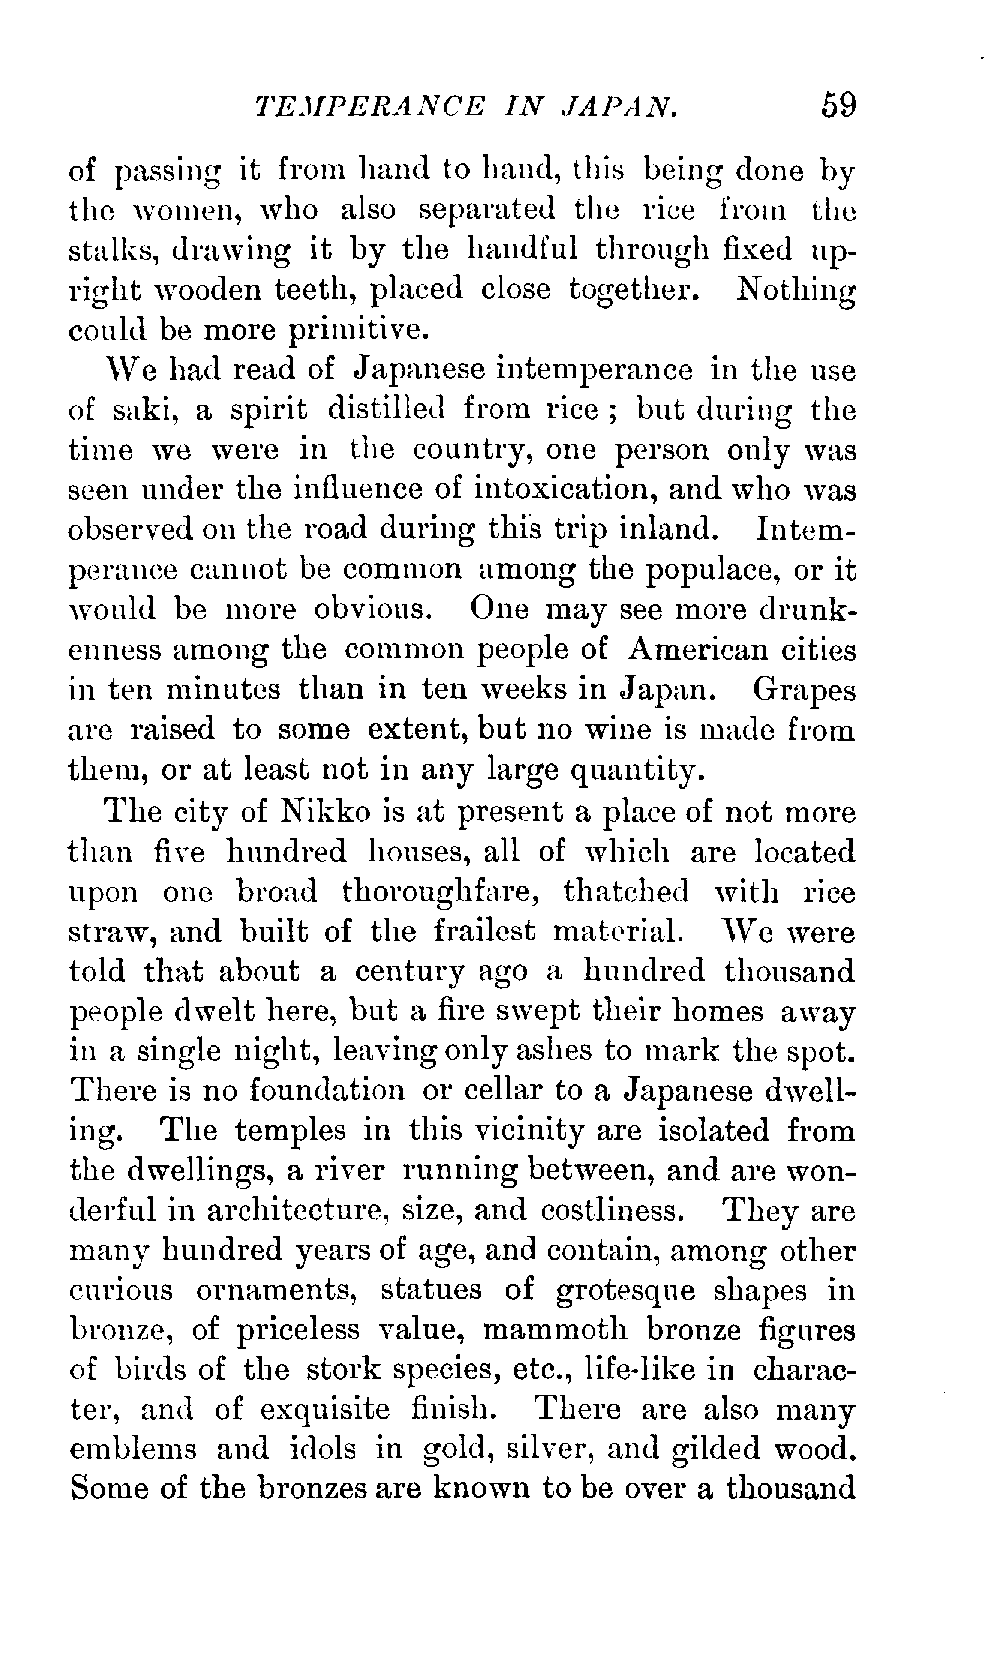 TEMPERANCE IN JAPAN. 59
of passing it from hand to hand, this being done by
the women, who also separated the rice from the
stalks, drawing it by the handful through fixed up-
right wooden teeth, placed close together. Nothing
could be more primitive.
We had read of Japanese intemperance in the use
of saki, a spirit distilled from rice ; but during the
time we were in the country, one person only was
seen under the influence of intoxication, and who was
observed on the road during this trip inland. Intem-
perance cannot be common among the populace, or it
would be more obvious. One may see more drunk-
enness among the common people of American cities
in ten minutes than in ten weeks in Japan. Grapes
are raised to some extent, but no wine is made from
them, or at least not in any large quantity.
The city of Nikko is at present a place of not more
than five hundred houses, all of which are located
upon one broad thoroughfare, thatched with rice
straw, and built of the frailest material. We were
told that about a century ago a hundred thousand
people dwelt here, but a fire swept their homes away
in a single night, leaving only ashes to mark the spot.
There is no foundation or cellar to a Japanese dwell-
ing. The temples in this vicinity are isolated from
the dwellings, a river running between, and are won-
derful in architecture, size, and costliness. They are
many hundred years of age, and contain, among other
curious ornaments, statues of grotesque shapes in
bronze, of priceless value, mammoth bronze figures
of birds of the stork species, etc., life-like in charac-
ter, and of exquisite finish. There are also many
emblems and idols in gold, silver, and gilded wood.
Some of the bronzes are known to be over a thousand